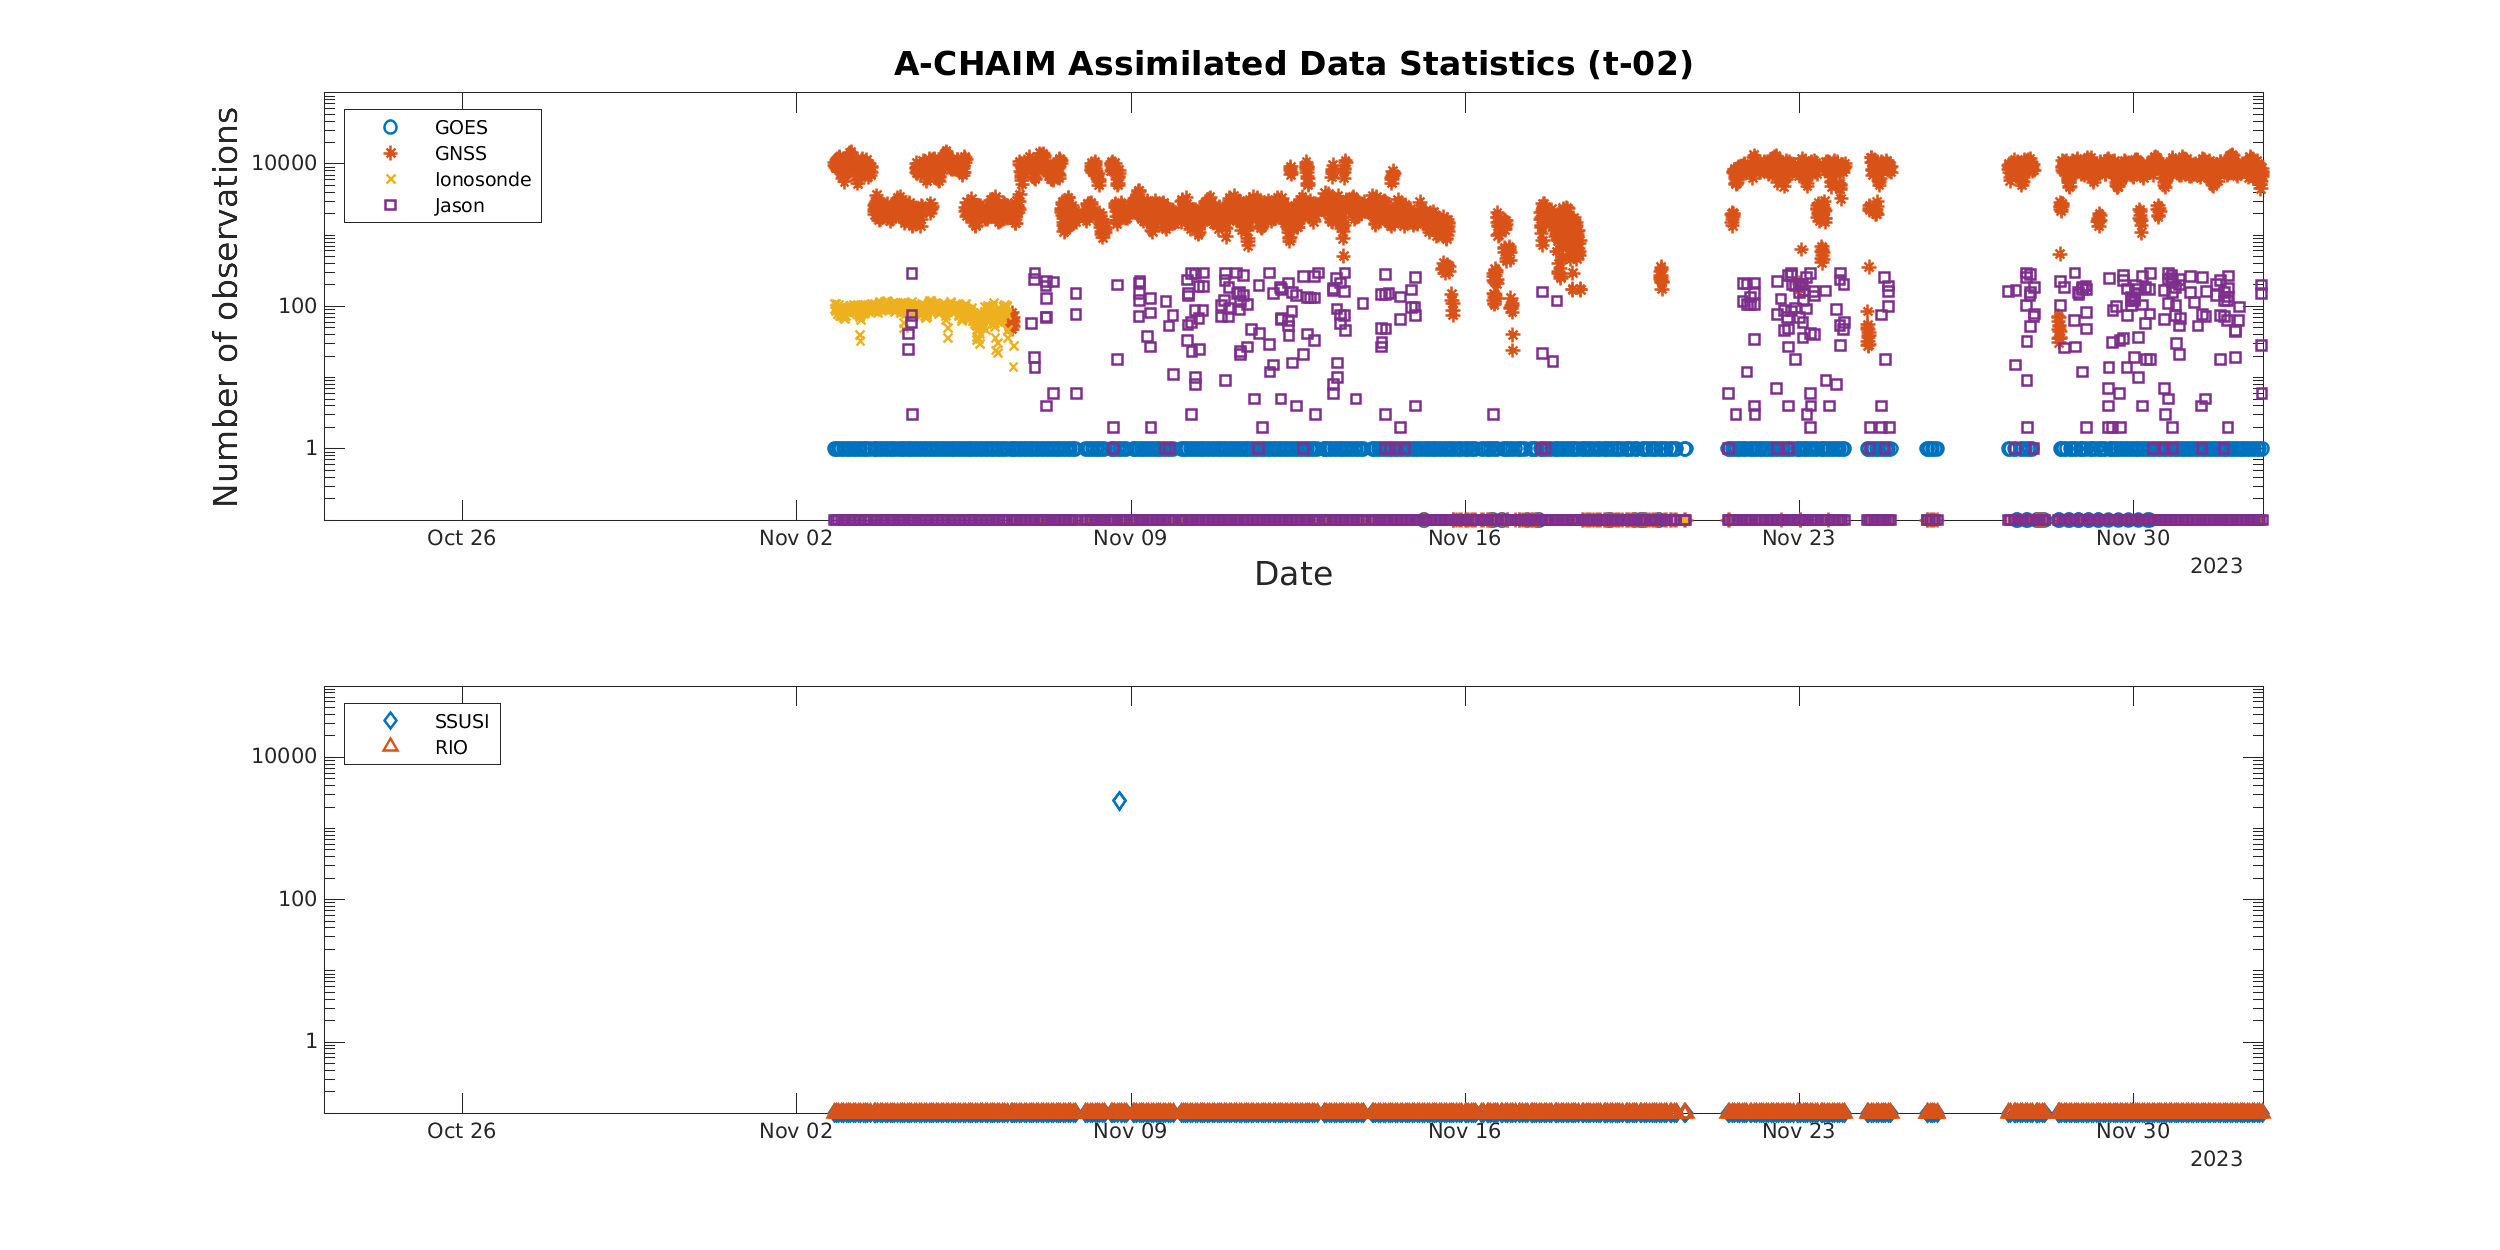 A-CHAIM Assimilated Data Statistics (t-02)
Number of observations
10000
100
1
GOES
GNSS
Ionosonde
Jason
Oct 26
Nov 02
Nov 09
Nov 16
Nov 23
Nov 30
2023
Date
10000
100
1
SSUSI
RIO
Oct 26
Nov 02
Nov 09
Nov 16
Nov 23
Nov 30
2023